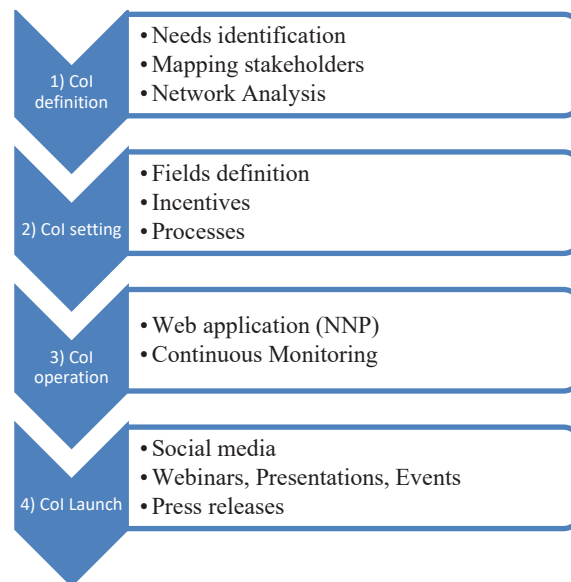 1) CoI
definition
• Needs identification
• Mapping stakeholders
• Network Analysis
2) CoI setting
• Fields definition
• Incentives
• Processes
3) CoI
operation
• Web application (NNP)
• Continuous Monitoring
4) CoI Launch
• Social media
• Webinars, Presentations, Events
• Press releases